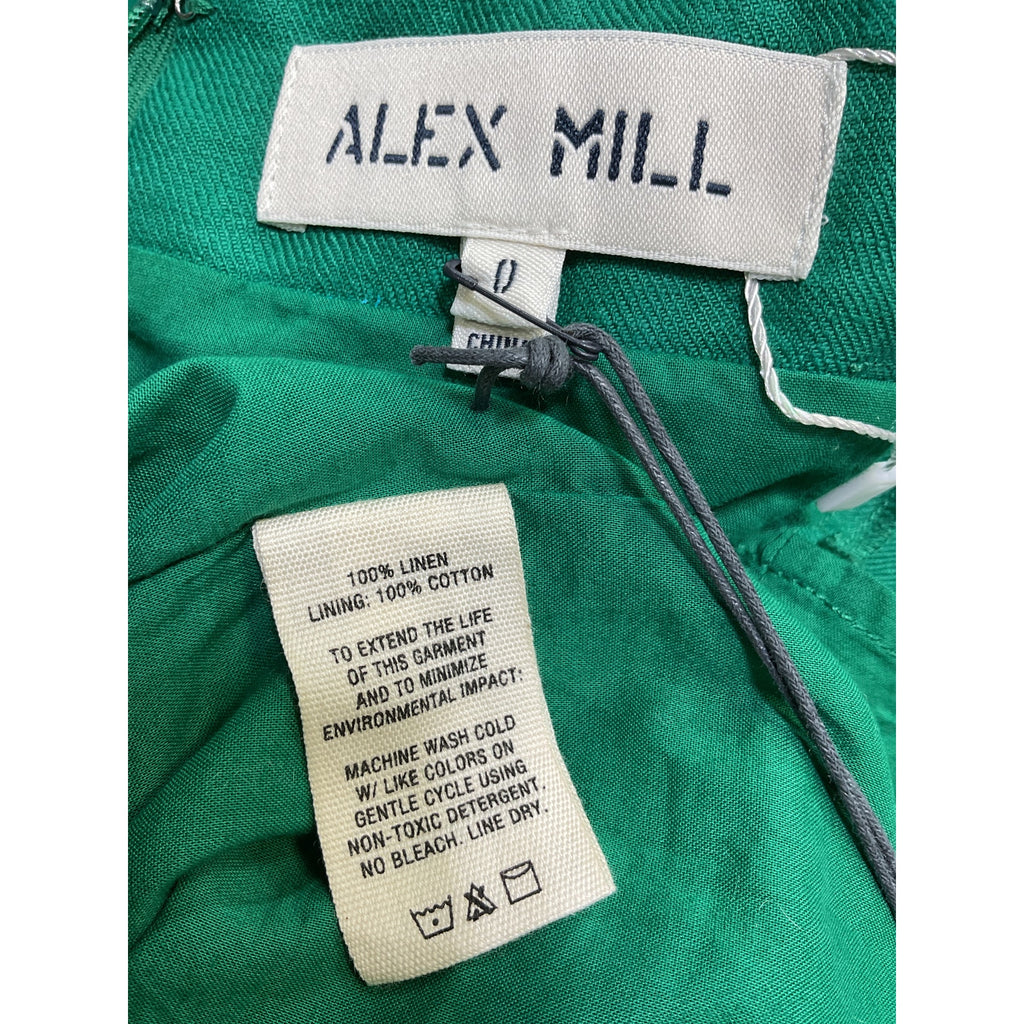 ALEX MILL
0
CHINA
100% LINEN
LINING: 100% COTTON
TO EXTEND THE LIFE
OF THIS GARMENT
AND TO MINIMIZE
ENVIRONMENTAL IMPACT:
MACHINE WASH COLD
W/ LIKE COLORS ON
GENTLE CYCLE USING
NON-TOXIC DETERGENT.
NO BLEACH. LINE DRY.